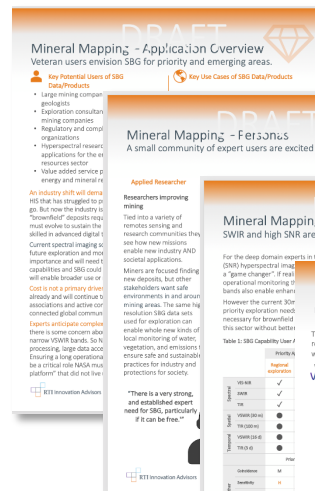 DRAFT
Mineral Mapping - Application Overview
Veteran users envision SBG for priority and emerging areas.
Key Potential Users of SBG
Data/Products
Key Use Cases of SBG Data/Products
• Large mining compan
geologists
• Exploration consultan
mining companies
• Regulatory and compl
organizations
• Hyperspectral researc
applications for the e
resources sector
• Value added service p
energy and mineral re
An industry shift will dema
HIS that has struggled to
go. But now the industry is
"brownfield" deposits requ
must evolve to sustain the
skilled in advanced digital t
Current spectral imaging s
future exploration and mo
importance and will need t
capabilities and SBG could
will enable broader use or
Cost is not a primary driver
already and will continue t
associations and active cor
connected global commun
Experts anticipate complex
there is some concern abo
narrow VSWIR bands. So N
processing, large data acco
Ensuring a long operationa
be a critical role NASA mus
platform" that did not live
RTI Innovation Advisors
DRAFT
Mineral Mapping - Personas
A small community of expert users are excited
Applied Researcher
Researchers improving
mining
Tied into a variety of
remotes sensing and
research communities they
see how new missions
enable new industry AND
societal applications.
Miners are focused finding
new deposits, but other
stakeholders want safe
environments in and aroun
mining areas. The same hig
resolution SBG data sets
used for exploration can
enable whole new kinds of
local monitoring of water,
vegetation, and emissions t
ensure safe and sustainabl
practices for industry and
protections for society.
"There is a very strong,
and established expert
need for SBG, particularly
if it can be free."
RTI Innovation Advisors
Mineral Mappin
SWIR and high SNR are
For the deep domain experts in t
(SNR) hyperspectral imag
a "game changer". If reali
operational monitoring t
bands also enable enhanc
However the current 30m
priority exploration needs
necessary for brownfield
this sector without better
Table 1: SBG Capability User A
Priority Ap
Regional
exploration
Spectral
VIS-NIR ✓
SWIR ✓
TIR ✓
Spatial
VSWIR (30 m) ●
TIR (100 m) ●
Temporal
VSWIR (16 d) ●
TIR (3 d) ●
Prior
Coincidence M
Sensitivity H